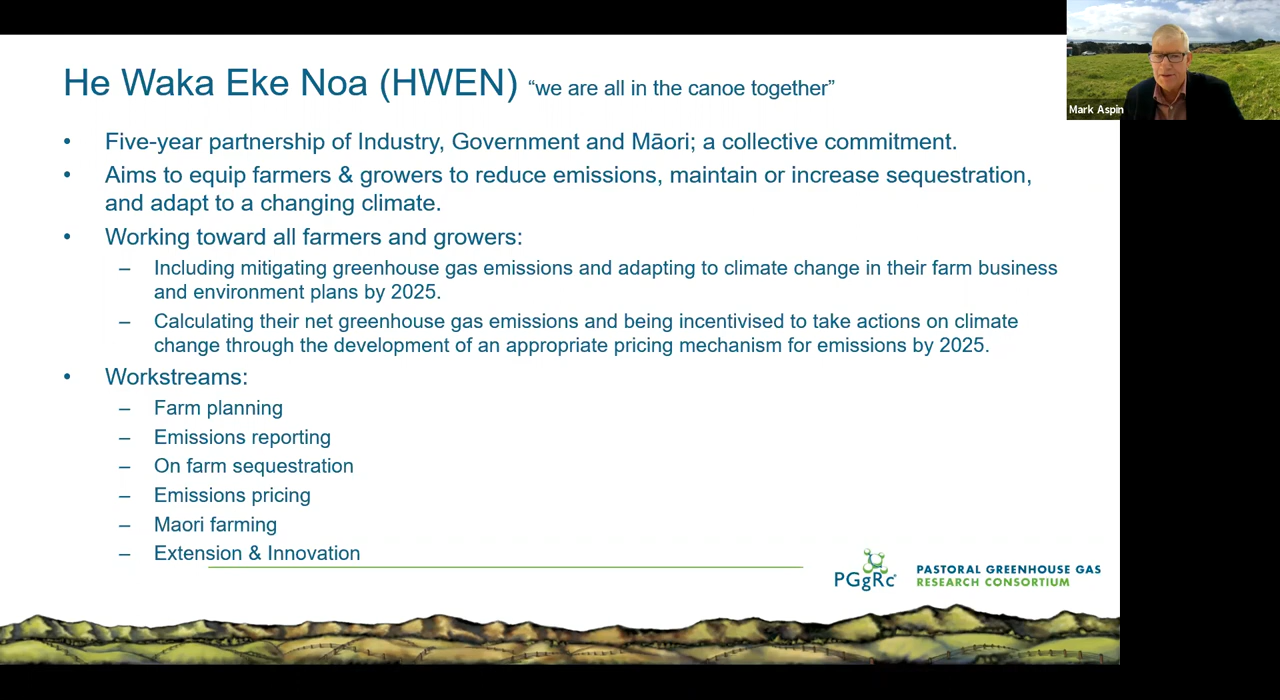 He Waka Eke Noa (HWEN) “we are all in the canoe together”
Mark Aspin
• Five-year partnership of Industry, Government and Māori; a collective commitment.
• Aims to equip farmers & growers to reduce emissions, maintain or increase sequestration,
and adapt to a changing climate.
• Working toward all farmers and growers:
– Including mitigating greenhouse gas emissions and adapting to climate change in their farm business
and environment plans by 2025.
– Calculating their net greenhouse gas emissions and being incentivised to take actions on climate
change through the development of an appropriate pricing mechanism for emissions by 2025.
• Workstreams:
– Farm planning
– Emissions reporting
– On farm sequestration
– Emissions pricing
– Maori farming
– Extension & Innovation
PGgRc
PASTORAL GREENHOUSE GAS
RESEARCH CONSORTIUM